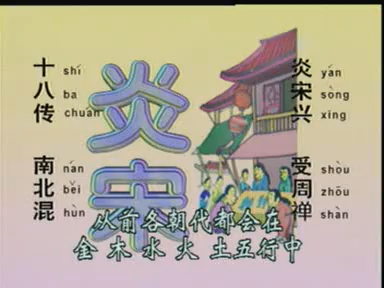 炎宋兴
yán
sòng
xīng
受周禅
shòu
zhōu
shàn
炎宋
十八传
shí
ba
chuán
南北混
nán
běi
hùn
从前各朝代都会在
金木水火土五行中